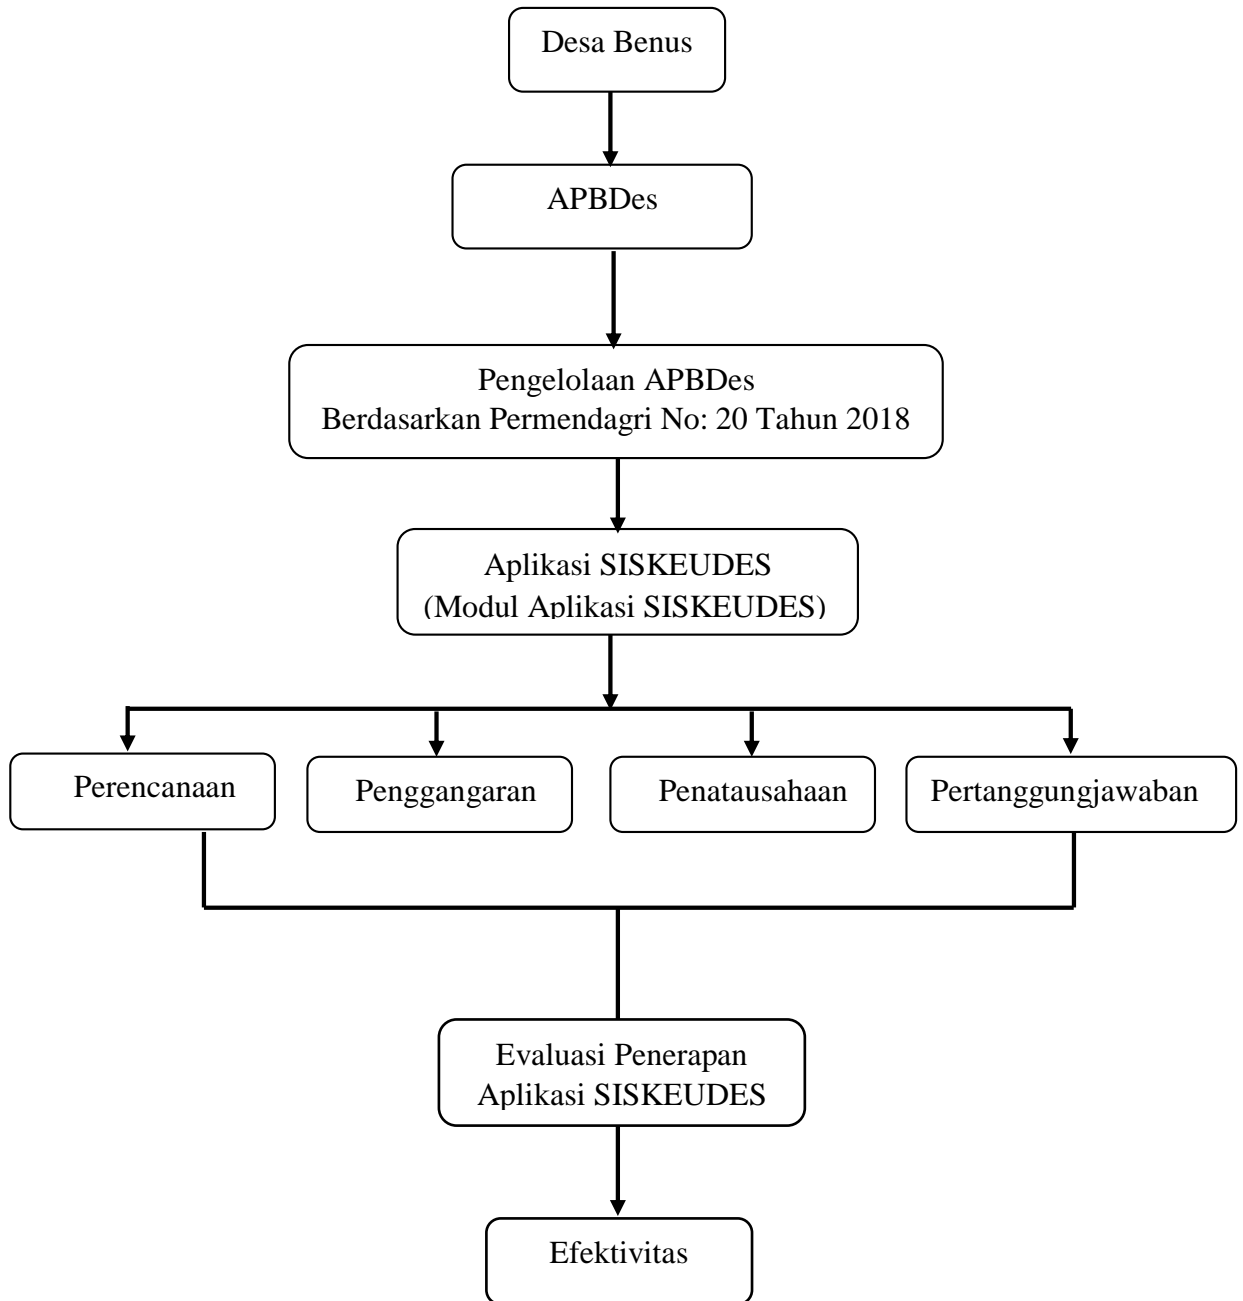 Desa Benus
APBDes
Pengelolaan APBDes
Berdasarkan Permendagri No: 20 Tahun 2018
Aplikasi SISKEUDES
(Modul Aplikasi SISKEUDES)
Perencanaan
Penggangaran
Penatausahaan
Pertanggungjawaban
Evaluasi Penerapan
Aplikasi SISKEUDES
Efektivitas